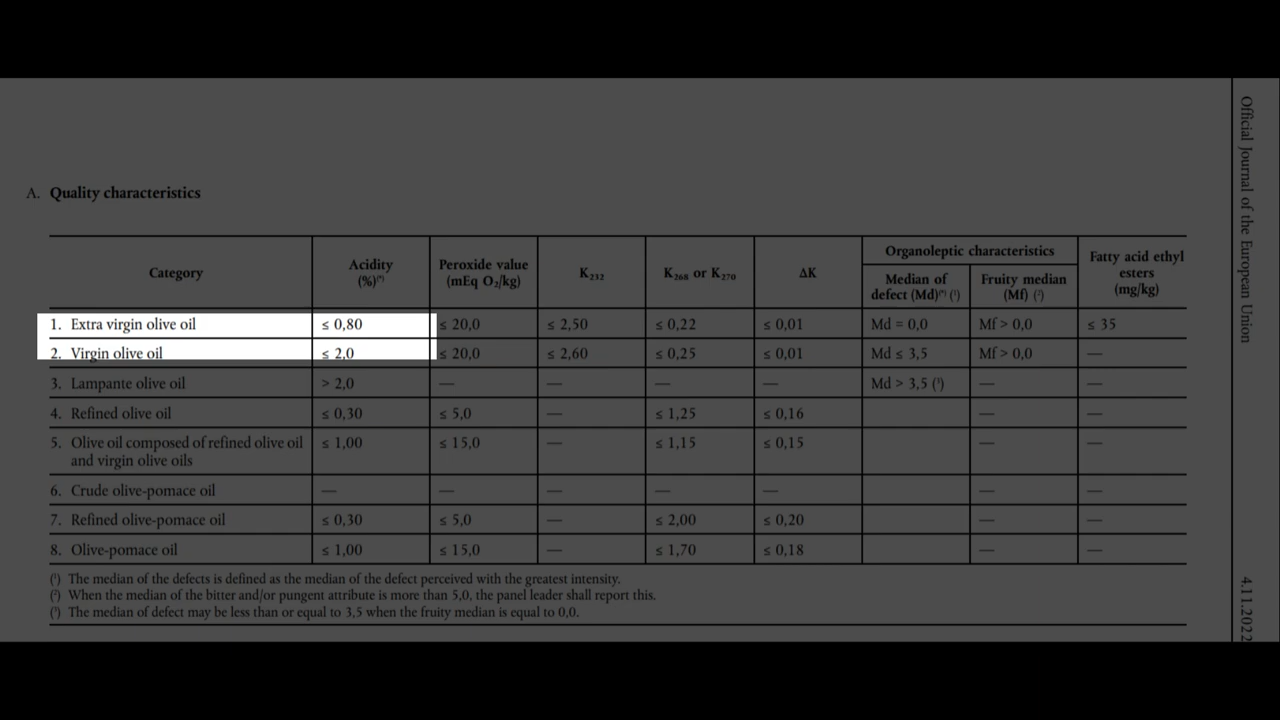 A. Quality characteristics
Category Acidity (%)(*) Peroxide value (mEq O₂/kg) K₂₃₂ K₂₆₈ or K₂₇₀ ΔK Organoleptic characteristics Fatty acid ethyl esters (mg/kg)
Median of defect (Md)(*) (¹) Fruity median (Mf) (²)
1. Extra virgin olive oil ≤ 0,80 ≤ 20,0 ≤ 2,50 ≤ 0,22 ≤ 0,01 Md = 0,0 Mf > 0,0 ≤ 35
2. Virgin olive oil ≤ 2,0 ≤ 20,0 ≤ 2,60 ≤ 0,25 ≤ 0,01 Md ≤ 3,5 Mf > 0,0 —
3. Lampante olive oil > 2,0 — — — — Md > 3,5 (³) — —
4. Refined olive oil ≤ 0,30 ≤ 5,0 — ≤ 1,25 ≤ 0,16 — —
5. Olive oil composed of refined olive oil ≤ 1,00 ≤ 15,0 — ≤ 1,15 ≤ 0,15 — —
and virgin olive oils
6. Crude olive-pomace oil — — — — — — —
7. Refined olive-pomace oil ≤ 0,30 ≤ 5,0 — ≤ 2,00 ≤ 0,20 — —
8. Olive-pomace oil ≤ 1,00 ≤ 15,0 — ≤ 1,70 ≤ 0,18 — —
(¹) The median of the defects is defined as the median of the defect perceived with the greatest intensity.
(²) When the median of the bitter and/or pungent attribute is more than 5,0, the panel leader shall report this.
(³) The median of defect may be less than or equal to 3,5 when the fruity median is equal to 0,0.
Official Journal of the European Union
4.11.2022